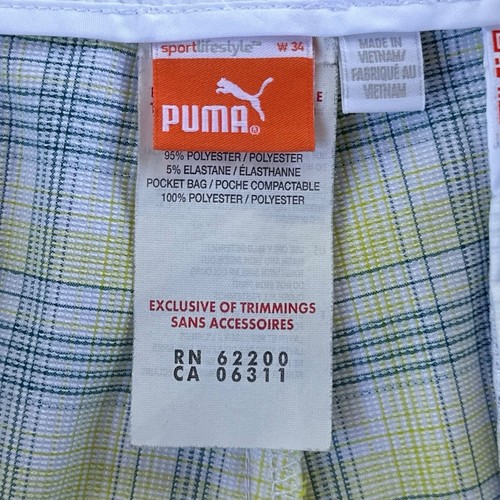 sportlifestyle™ W 34
PUMA®
MADE IN
VIETNAM/
FABRIQUÉ AU
VIETNAM
95% POLYESTER / POLYESTER
5% ELASTANE / ÉLASTHANNE
POCKET BAG / POCHE COMPACTABLE
100% POLYESTER / POLYESTER
EXCLUSIVE OF TRIMMINGS
SANS ACCESSOIRES
RN 62200
CA 06311